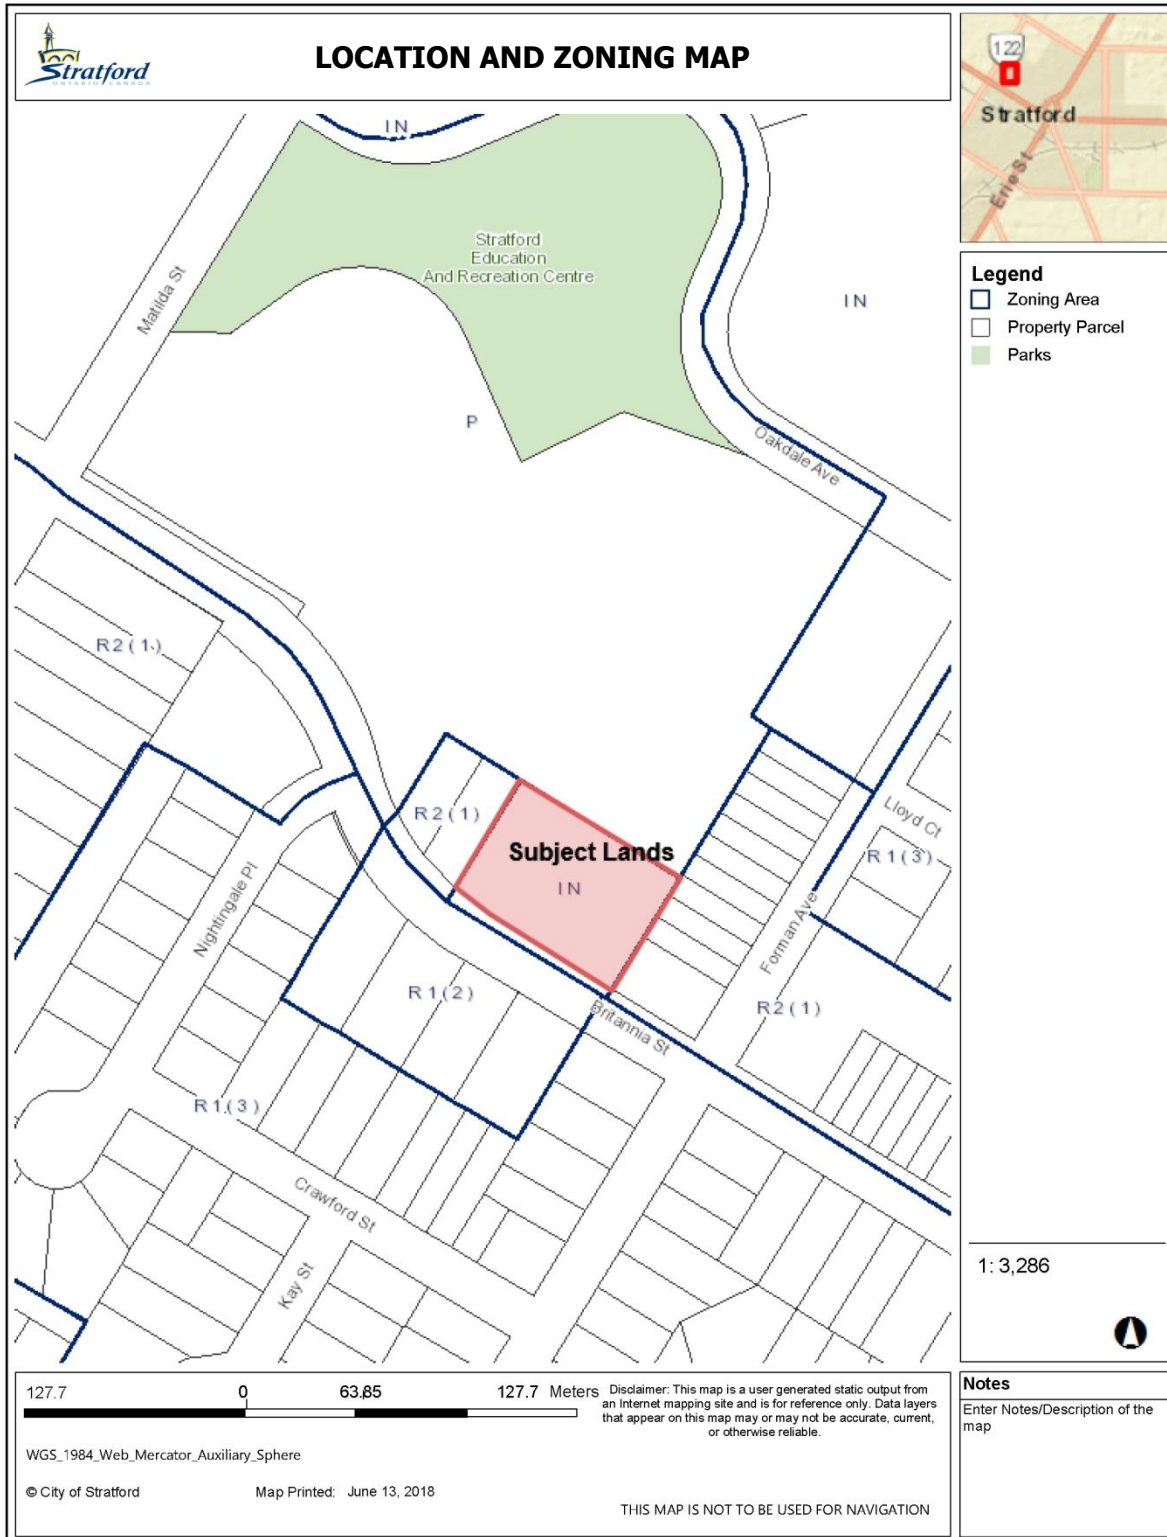 Stratford
ONTARIO CANADA
LOCATION AND ZONING MAP
122
Stratford
Erie St
IN
Stratford
Education
And Recreation Centre
Matilda St
IN
P
Oakdale Ave
R2(1)
R2(1)
Subject Lands
IN
Lloyd Ct
R1(3)
Nightingale Pl
Forman Ave
R1(2)
R2(1)
Britannia St
R1(3)
Crawford St
Kay St
Legend
Zoning Area
Property Parcel
Parks
1: 3,286
127.7 0 63.85 127.7 Meters
WGS_1984_Web_Mercator_Auxiliary_Sphere
© City of Stratford Map Printed: June 13, 2018
Disclaimer: This map is a user generated static output from
an Internet mapping site and is for reference only. Data layers
that appear on this map may or may not be accurate, current,
or otherwise reliable.
THIS MAP IS NOT TO BE USED FOR NAVIGATION
Notes
Enter Notes/Description of the
map